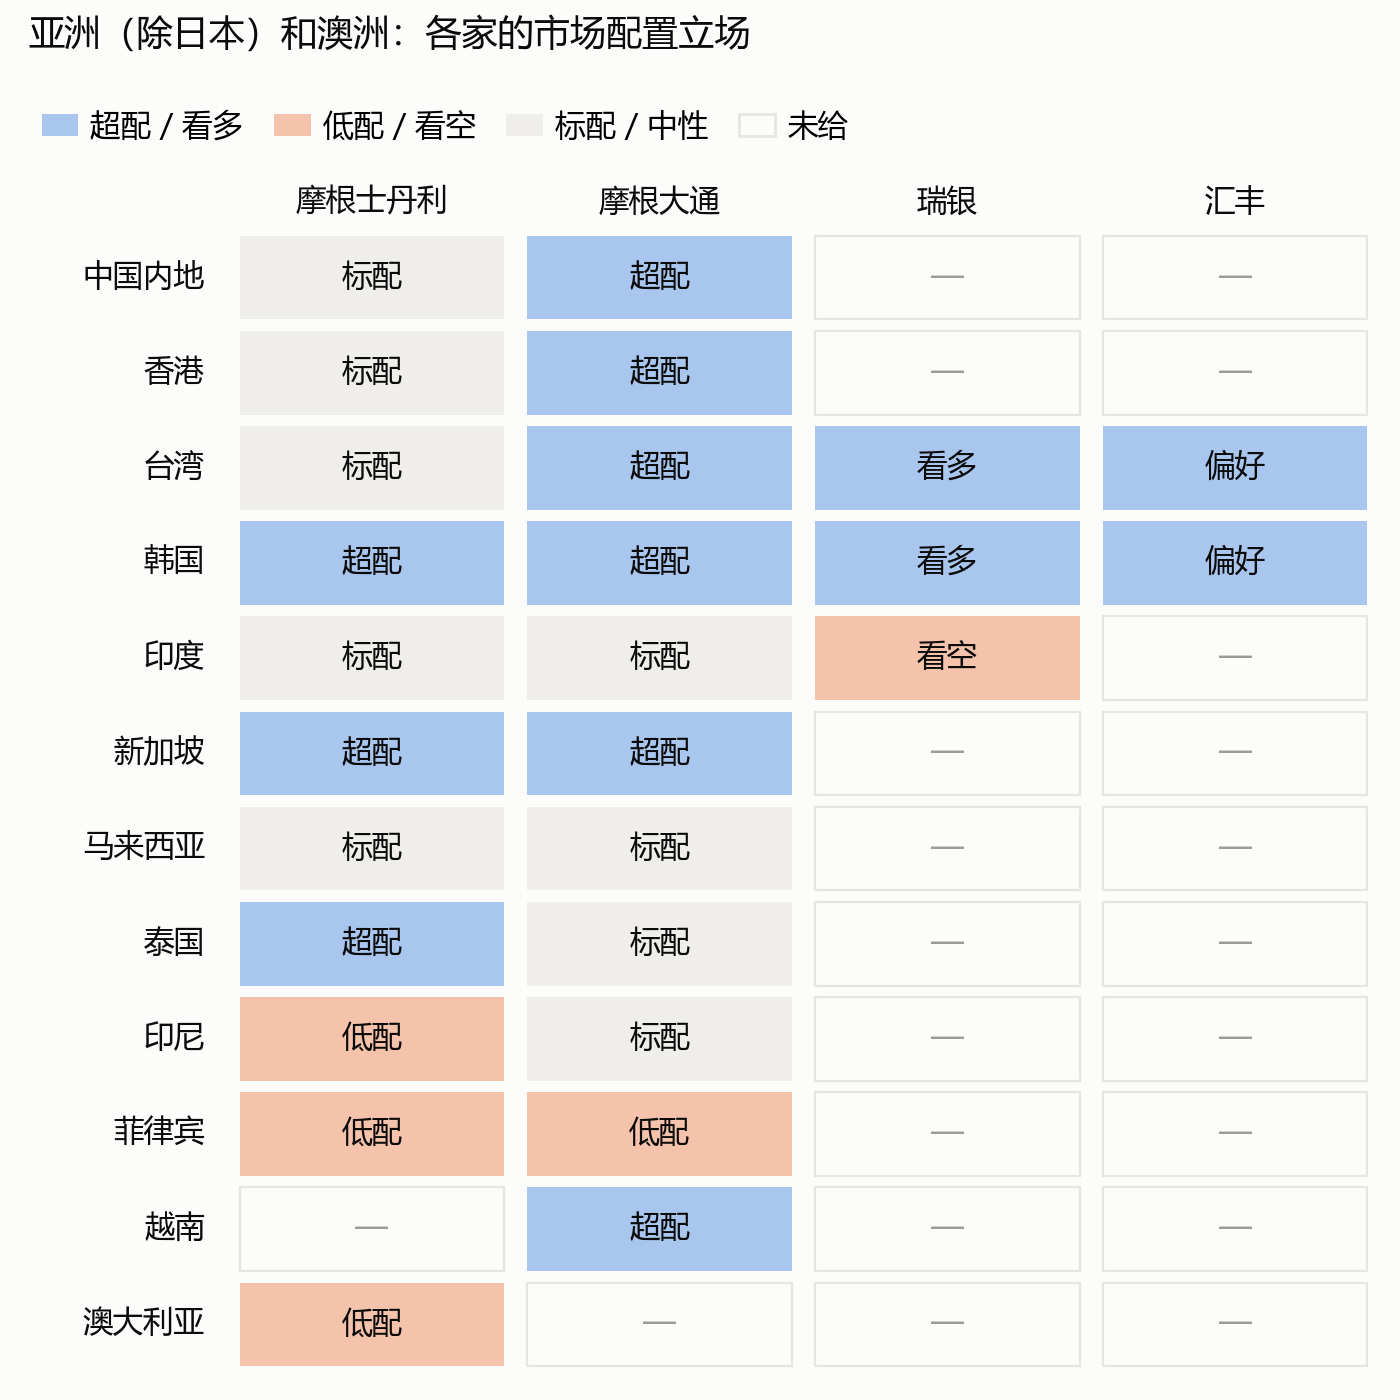 亚洲（除日本）和澳洲：各家的市场配置立场
超配 / 看多 低配 / 看空 标配 / 中性 未给
摩根士丹利 摩根大通 瑞银 汇丰
中国内地 标配 超配 — —
香港 标配 超配 — —
台湾 标配 超配 看多 偏好
韩国 超配 超配 看多 偏好
印度 标配 标配 看空 —
新加坡 超配 超配 — —
马来西亚 标配 标配 — —
泰国 超配 标配 — —
印尼 低配 标配 — —
菲律宾 低配 低配 — —
越南 — 超配 — —
澳大利亚 低配 — — —